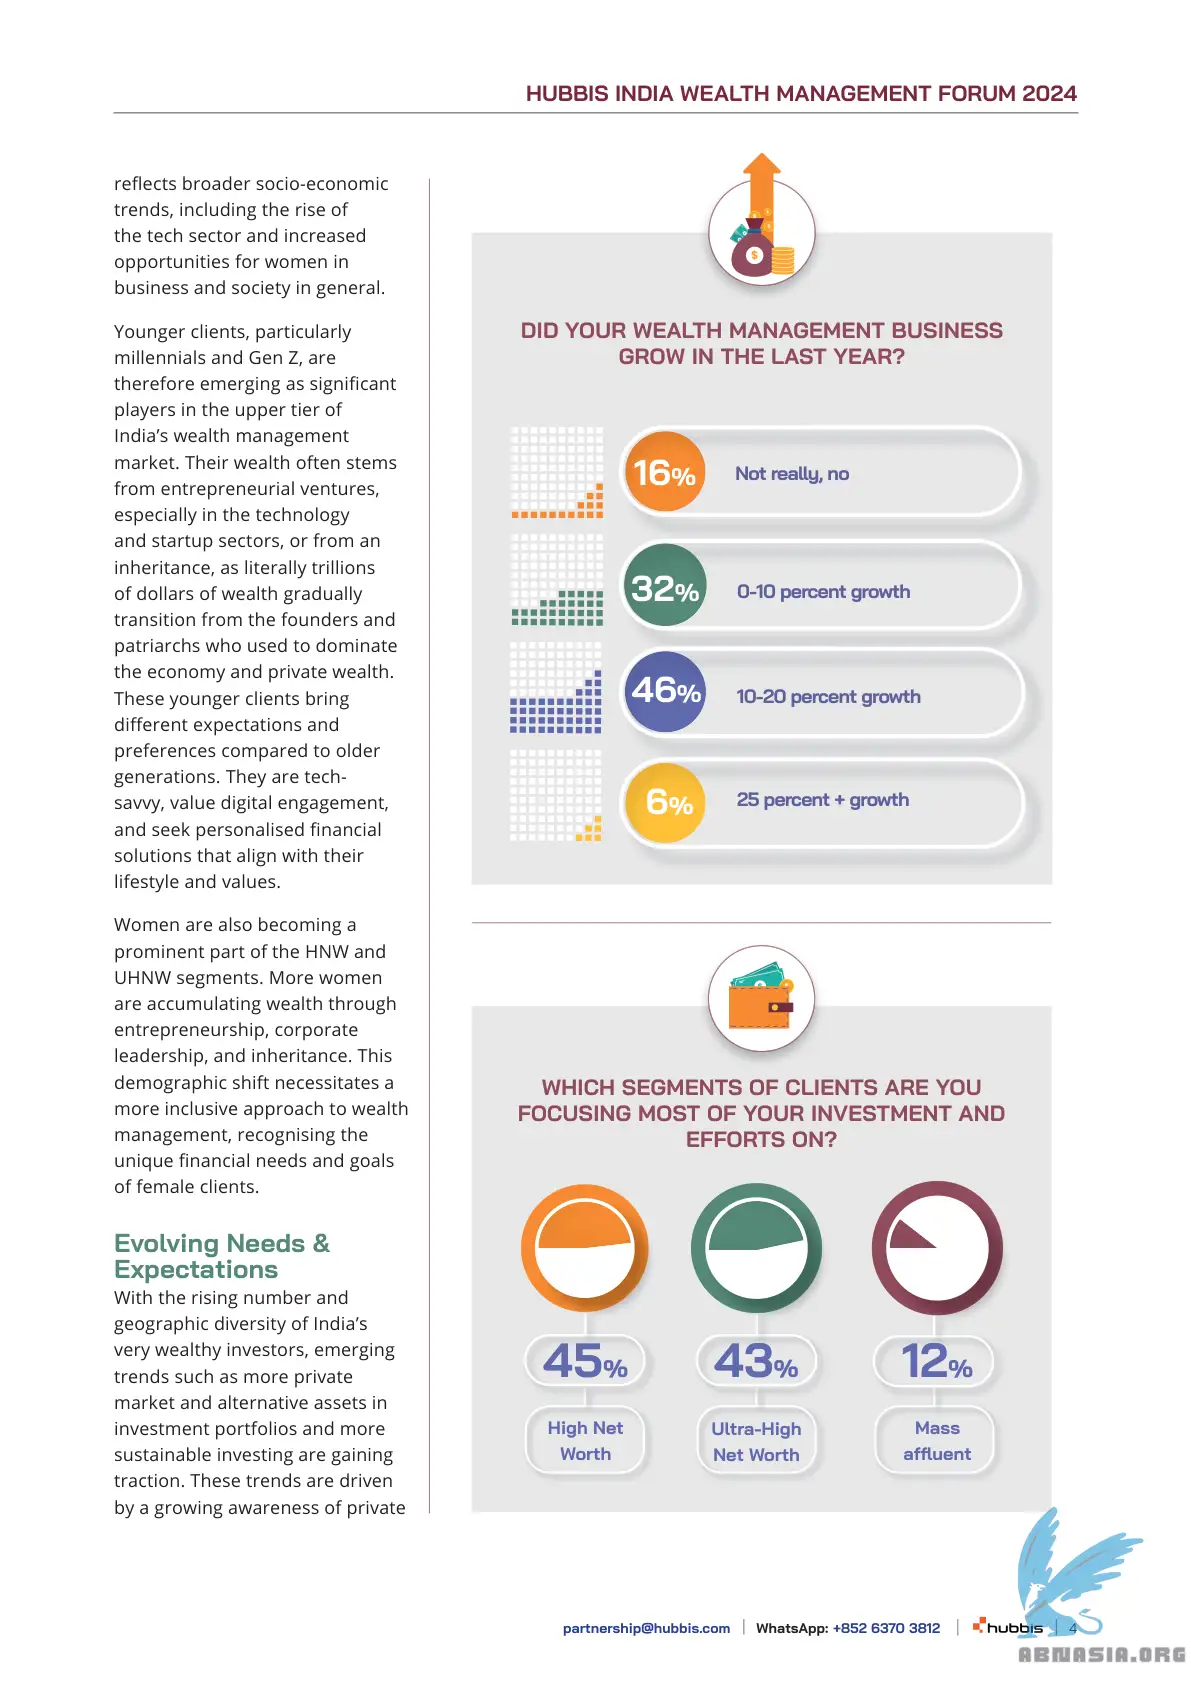 HUBBIS INDIA WEALTH MANAGEMENT FORUM 2024
reflects broader socio-economic
trends, including the rise of
the tech sector and increased
opportunities for women in
business and society in general.
Younger clients, particularly
millennials and Gen Z, are
therefore emerging as significant
players in the upper tier of
India’s wealth management
market. Their wealth often stems
from entrepreneurial ventures,
especially in the technology
and startup sectors, or from an
inheritance, as literally trillions
of dollars of wealth gradually
transition from the founders and
patriarchs who used to dominate
the economy and private wealth.
These younger clients bring
different expectations and
preferences compared to older
generations. They are tech-
savvy, value digital engagement,
and seek personalised financial
solutions that align with their
lifestyle and values.
Women are also becoming a
prominent part of the HNW and
UHNW segments. More women
are accumulating wealth through
entrepreneurship, corporate
leadership, and inheritance. This
demographic shift necessitates a
more inclusive approach to wealth
management, recognising the
unique financial needs and goals
of female clients.
Evolving Needs &
Expectations
With the rising number and
geographic diversity of India’s
very wealthy investors, emerging
trends such as more private
market and alternative assets in
investment portfolios and more
sustainable investing are gaining
traction. These trends are driven
by a growing awareness of private
$
DID YOUR WEALTH MANAGEMENT BUSINESS
GROW IN THE LAST YEAR?
16% Not really, no
32% 0-10 percent growth
46% 10-20 percent growth
6% 25 percent + growth
WHICH SEGMENTS OF CLIENTS ARE YOU
FOCUSING MOST OF YOUR INVESTMENT AND
EFFORTS ON?
45%
High Net
Worth
43%
Ultra-High
Net Worth
12%
Mass
affluent
partnership@hubbis.com | WhatsApp: +852 6370 3812 | hubbis | 4
ABNASIA.ORG